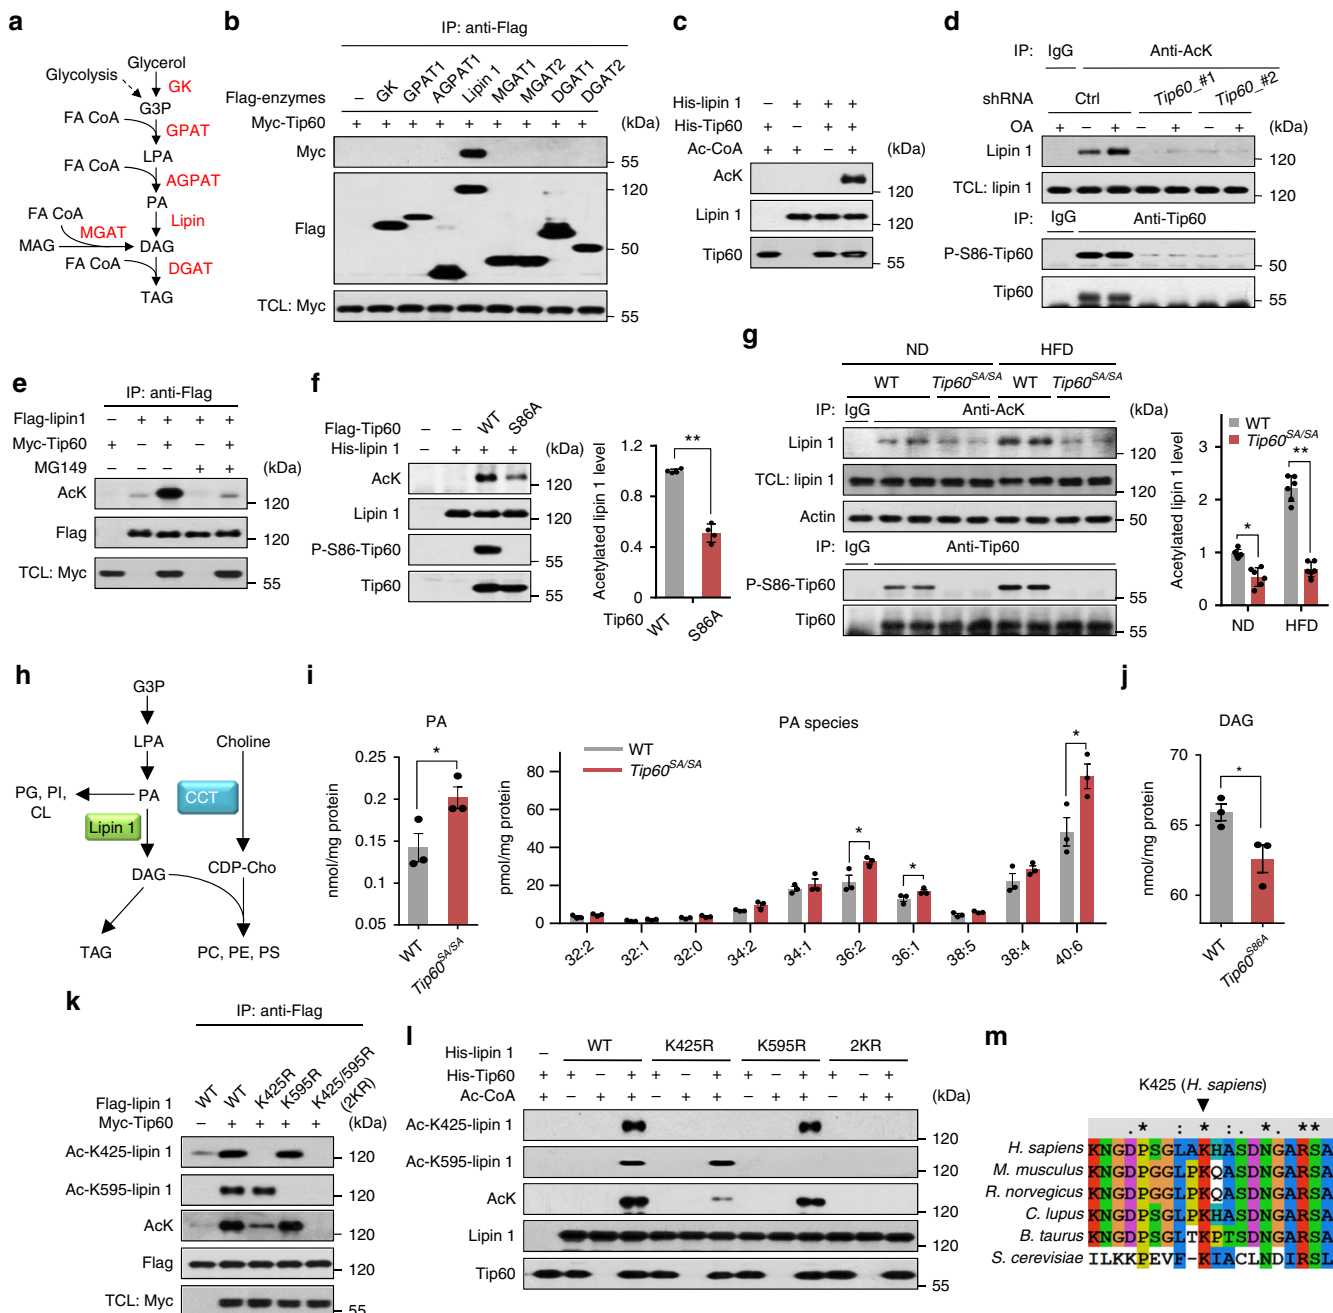 a
Glycerol
Glycolysis
GK
G3P
FA CoA
GPAT
LPA
FA CoA
AGPAT
PA
FA CoA
Lipin
MGAT
MAG
DAG
FA CoA
DGAT
TAG
b
IP: anti-Flag
Flag-enzymes – GK GPAT1 AGPAT1 Lipin 1 MGAT1 MGAT2 DGAT1 DGAT2
Myc-Tip60 + + + + + + + + + (kDa)
Myc 55
120
Flag
50
TCL: Myc 55
c
His-lipin 1 – + + +
His-Tip60 + – + +
Ac-CoA + + – + (kDa)
AcK 120
Lipin 1 120
Tip60 55
d
IP: IgG Anti-AcK
shRNA Ctrl Tip60_#1 Tip60_#2
OA + – + – + – + (kDa)
Lipin 1 120
TCL: lipin 1 120
IP: IgG Anti-Tip60
P-S86-Tip60 50
Tip60 55
e
IP: anti-Flag
Flag-lipin1 – + + + +
Myc-Tip60 + – + – +
MG149 – – – + + (kDa)
AcK 120
Flag 120
TCL: Myc 55
f
Flag-Tip60 – – WT S86A
His-lipin 1 – + + + (kDa)
AcK 120
Lipin 1 120
P-S86-Tip60 55
Tip60 55
Acetylated lipin 1 level
1.2
0.4
0
**
Tip60 WT S86A
g
ND HFD
WT Tip60SA/SA WT Tip60SA/SA
IP: IgG Anti-AcK (kDa)
Lipin 1 120
TCL: lipin 1 120
Actin 50
IP: IgG Anti-Tip60
P-S86-Tip60 55
Tip60 55
WT
Tip60SA/SA
Acetylated lipin 1 level
3
2
1
0
*
**
ND HFD
h
G3P
LPA
Choline
PG, PI, CL
PA
CCT
Lipin 1
DAG
CDP-Cho
TAG
PC, PE, PS
i
PA
nmol/mg protein
0.25
0.2
0.15
0.1
0.05
*
WT Tip60SA/SA
PA species
WT
Tip60SA/SA
pmol/mg protein
80
60
40
20
0
* * *
32:2 32:1 32:0 34:2 34:1 36:2 36:1 38:5 38:4 40:6
j
DAG
nmol/mg protein
70
65
60
*
WT Tip60S86A
k
IP: anti-Flag
Flag-lipin 1 WT WT K425R K595R K425/595R (2KR)
Myc-Tip60 – + + + + (kDa)
Ac-K425-lipin 1 120
Ac-K595-lipin 1 120
AcK 120
Flag 120
TCL: Myc 55
l
His-lipin 1 – WT K425R K595R 2KR
His-Tip60 + + – + + – + + – + + – +
Ac-CoA + – + + – + + – + + – + + (kDa)
Ac-K425-lipin 1 120
Ac-K595-lipin 1 120
AcK 120
Lipin 1 120
Tip60 55
m
K425 (H. sapiens)
. * : * : . * * *
H. sapiens KNGDPSGLAKHASDNGARSA
M. musculus KNGDPGGLPKQASDNGARSA
R. norvegicus KNGDPGGLPKQASDNGARSA
C. lupus KNGDPSGLPKHASDNGARSA
B. taurus KNGDPSGLTKPTSDNGARSA
S. cerevisiae ILKKPEVF-KIACLNDIRSL